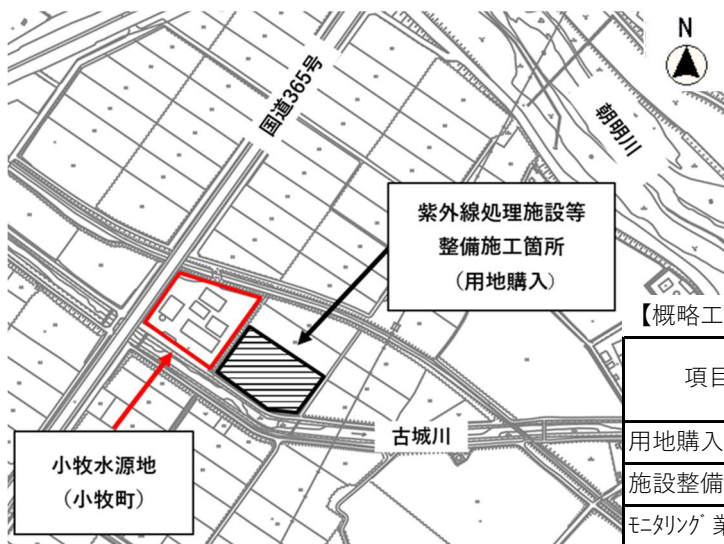 N
国道365号
朝明川
紫外線処理施設等
整備施工箇所
(用地購入)
【概略工
項目
用地購入
施設整備
ﾓﾆﾀﾘﾝｸﾞ業
古城川
小牧水源地
(小牧町)